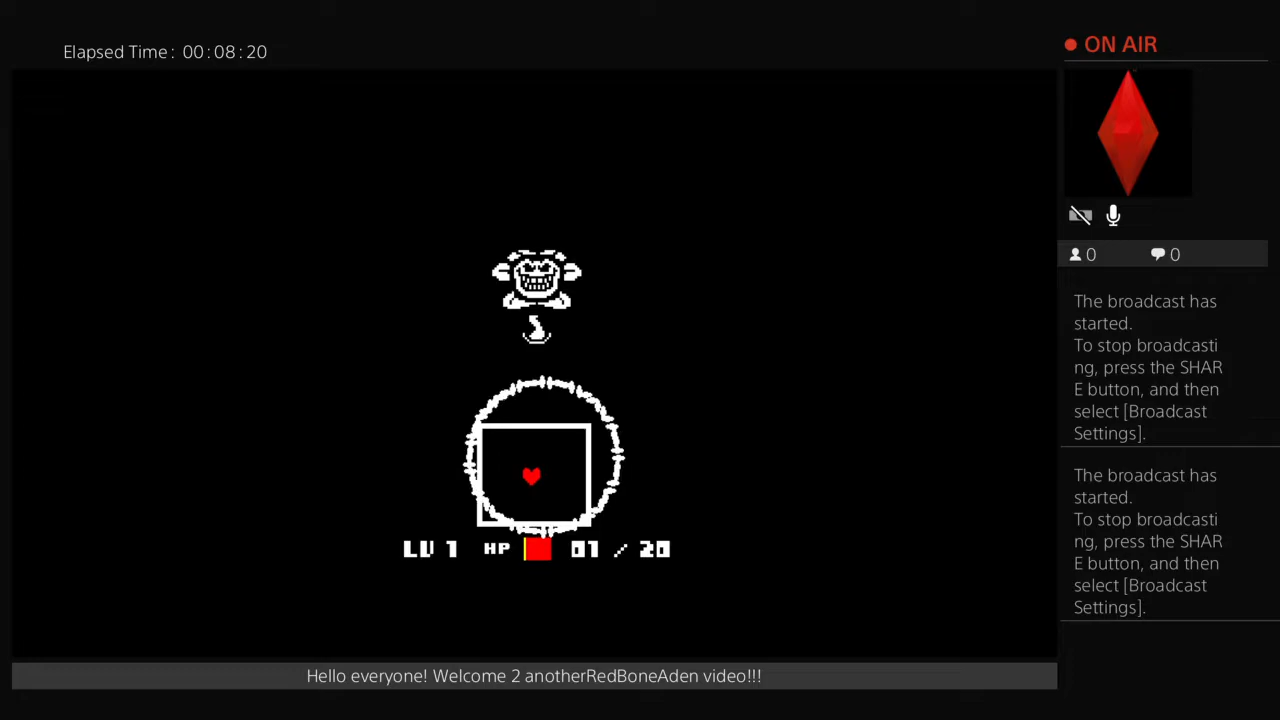 Elapsed Time: 00:08:20
ON AIR
0 0
The broadcast has
started.
To stop broadcasti
ng, press the SHAR
E button, and then
select [Broadcast
Settings].
The broadcast has
started.
To stop broadcasti
ng, press the SHAR
E button, and then
select [Broadcast
Settings].
LV 1 HP 01 / 20
Hello everyone! Welcome 2 anotherRedBoneAden video!!!